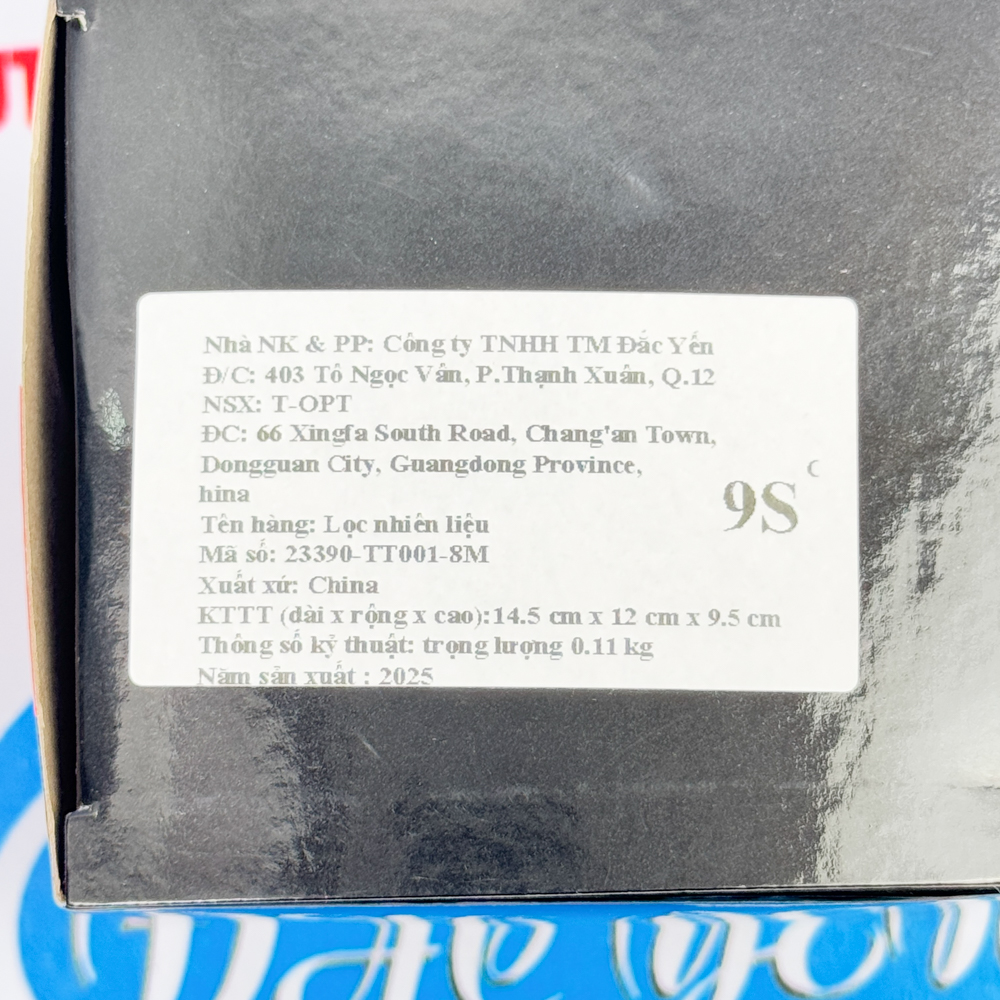 Nhà NK & PP: Công ty TNHH TM Đắc Yến
Đ/C: 403 Tô Ngọc Vân, P.Thạnh Xuân, Q.12
NSX: T-OPT
ĐC: 66 Xingfa South Road, Chang'an Town,
Dongguan City, Guangdong Province,
C
hina
9S
Tên hàng: Lọc nhiên liệu
Mã số: 23390-TT001-8M
Xuất xứ: China
KTTT (dài x rộng x cao):14.5 cm x 12 cm x 9.5 cm
Thông số kỹ thuật: trọng lượng 0.11 kg
Năm sản xuất : 2025